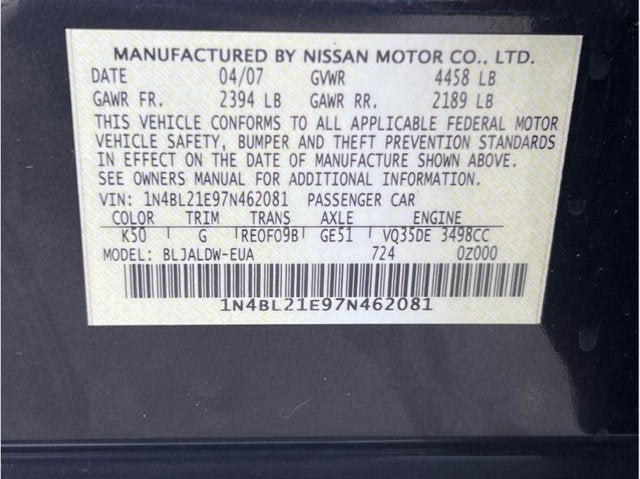 MANUFACTURED BY NISSAN MOTOR CO., LTD.
DATE 04/07 GVWR 4458 LB
GAWR FR. 2394 LB GAWR RR. 2189 LB
THIS VEHICLE CONFORMS TO ALL APPLICABLE FEDERAL MOTOR
VEHICLE SAFETY, BUMPER AND THEFT PREVENTION STANDARDS
IN EFFECT ON THE DATE OF MANUFACTURE SHOWN ABOVE.
SEE OWNERS MANUAL FOR ADDITIONAL INFORMATION.
VIN: 1N4BL21E97N462081 PASSENGER CAR
COLOR TRIM TRANS AXLE ENGINE
K50 G RE0F09B GE51 VQ35DE 3498CC
MODEL: BLJALDW-EUA 724 0Z000
1N4BL21E97N462081